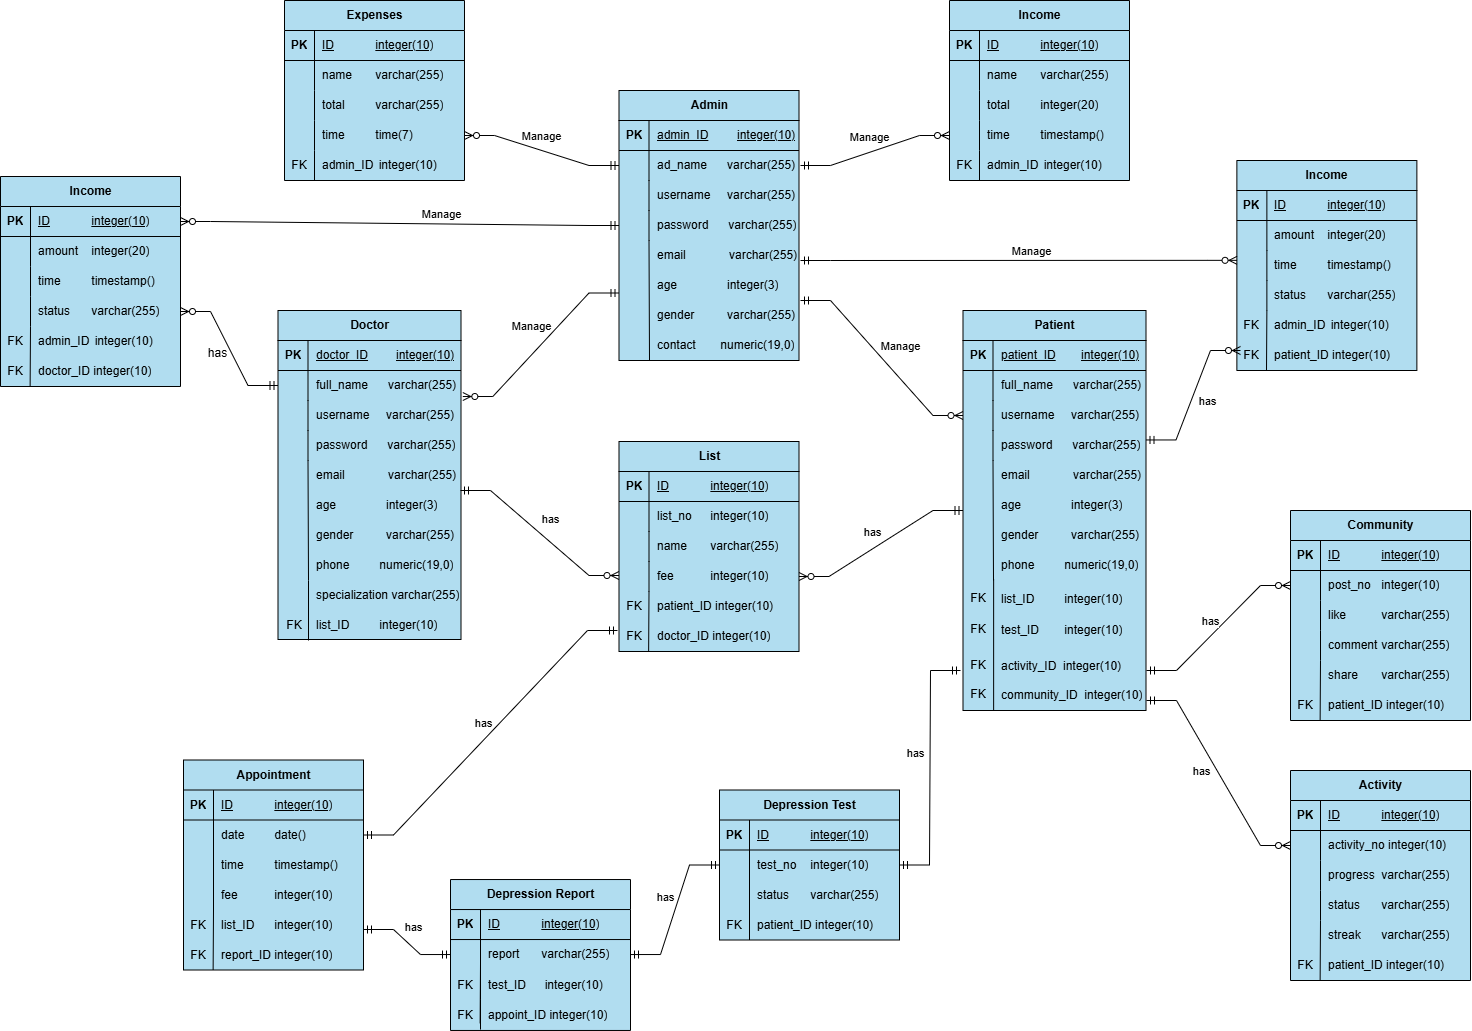 Expenses
PK ID integer(10)
name varchar(255)
total varchar(255)
time time(7)
FK admin_ID integer(10)
Income
PK ID integer(10)
name varchar(255)
total integer(20)
time timestamp()
FK admin_ID integer(10)
Admin
PK admin_ID integer(10)
ad_name varchar(255)
username varchar(255)
password varchar(255)
email varchar(255)
age integer(3)
gender varchar(255)
contact numeric(19,0)
Manage
Manage
Income
PK ID integer(10)
amount integer(20)
time timestamp()
status varchar(255)
FK admin_ID integer(10)
FK doctor_ID integer(10)
Manage
Income
PK ID integer(10)
amount integer(20)
time timestamp()
status varchar(255)
FK admin_ID integer(10)
FK patient_ID integer(10)
Manage
Manage
Manage
has
has
Doctor
PK doctor_ID integer(10)
full_name varchar(255)
username varchar(255)
password varchar(255)
email varchar(255)
age integer(3)
gender varchar(255)
phone numeric(19,0)
specialization varchar(255)
FK list_ID integer(10)
Patient
PK patient_ID integer(10)
full_name varchar(255)
username varchar(255)
password varchar(255)
email varchar(255)
age integer(3)
gender varchar(255)
phone numeric(19,0)
FK list_ID integer(10)
FK test_ID integer(10)
FK activity_ID integer(10)
FK community_ID integer(10)
List
PK ID integer(10)
list_no integer(10)
name varchar(255)
fee integer(10)
FK patient_ID integer(10)
FK doctor_ID integer(10)
has
has
Community
PK ID integer(10)
post_no integer(10)
like varchar(255)
comment varchar(255)
share varchar(255)
FK patient_ID integer(10)
has
has
has
has
Appointment
PK ID integer(10)
date date()
time timestamp()
fee integer(10)
FK list_ID integer(10)
FK report_ID integer(10)
Activity
PK ID integer(10)
activity_no integer(10)
progress varchar(255)
status varchar(255)
streak varchar(255)
FK patient_ID integer(10)
Depression Test
PK ID integer(10)
test_no integer(10)
status varchar(255)
FK patient_ID integer(10)
Depression Report
PK ID integer(10)
report varchar(255)
FK test_ID integer(10)
FK appoint_ID integer(10)
has
has